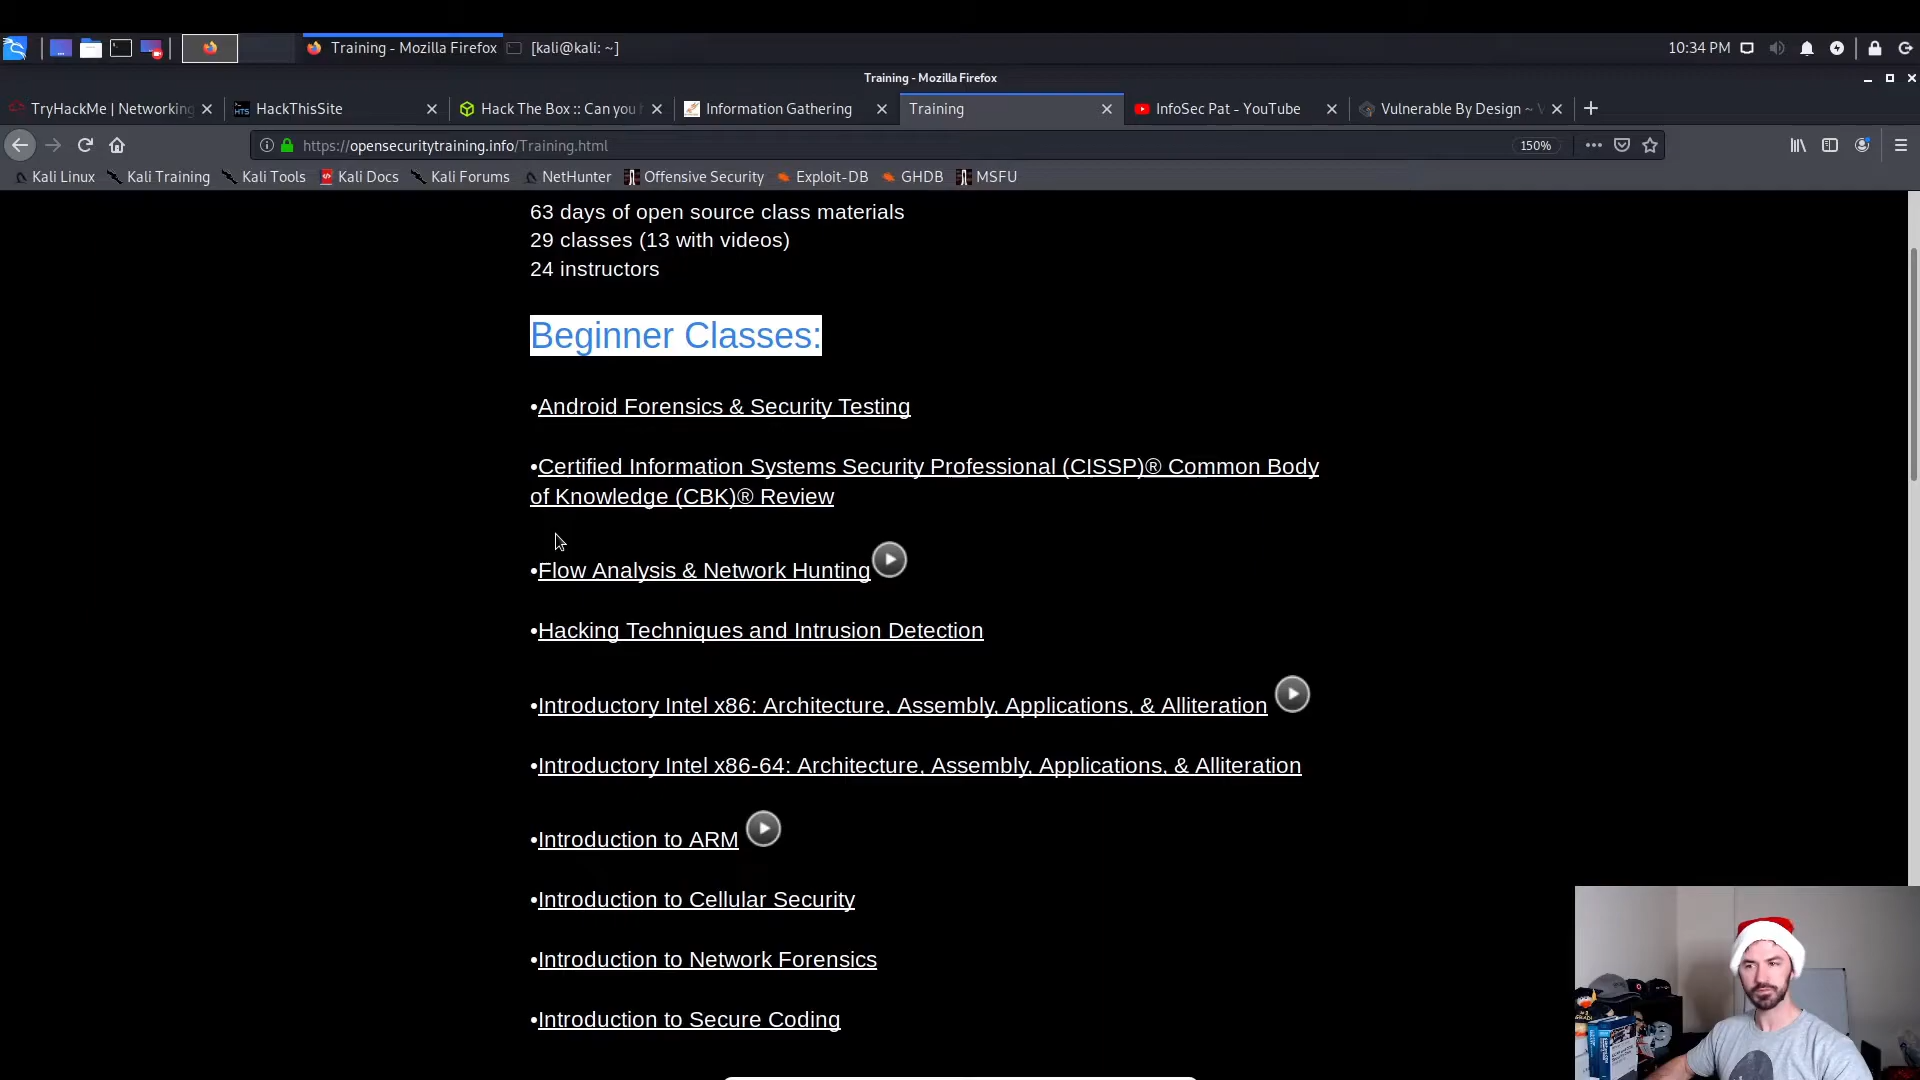 Training - Mozilla Firefox
[kali@kali: ~]
10:34 PM
Training - Mozilla Firefox
TryHackMe | Networking
HackThisSite
Hack The Box :: Can you
Information Gathering
Training
InfoSec Pat - YouTube
Vulnerable By Design ~
https://opensecuritytraining.info/Training.html
150%
Kali Linux
Kali Training
Kali Tools
Kali Docs
Kali Forums
NetHunter
Offensive Security
Exploit-DB
GHDB
MSFU
63 days of open source class materials
29 classes (13 with videos)
24 instructors
Beginner Classes:
•Android Forensics & Security Testing
•Certified Information Systems Security Professional (CISSP)® Common Body
of Knowledge (CBK)® Review
•Flow Analysis & Network Hunting
•Hacking Techniques and Intrusion Detection
•Introductory Intel x86: Architecture, Assembly, Applications, & Alliteration
•Introductory Intel x86-64: Architecture, Assembly, Applications, & Alliteration
•Introduction to ARM
•Introduction to Cellular Security
•Introduction to Network Forensics
•Introduction to Secure Coding